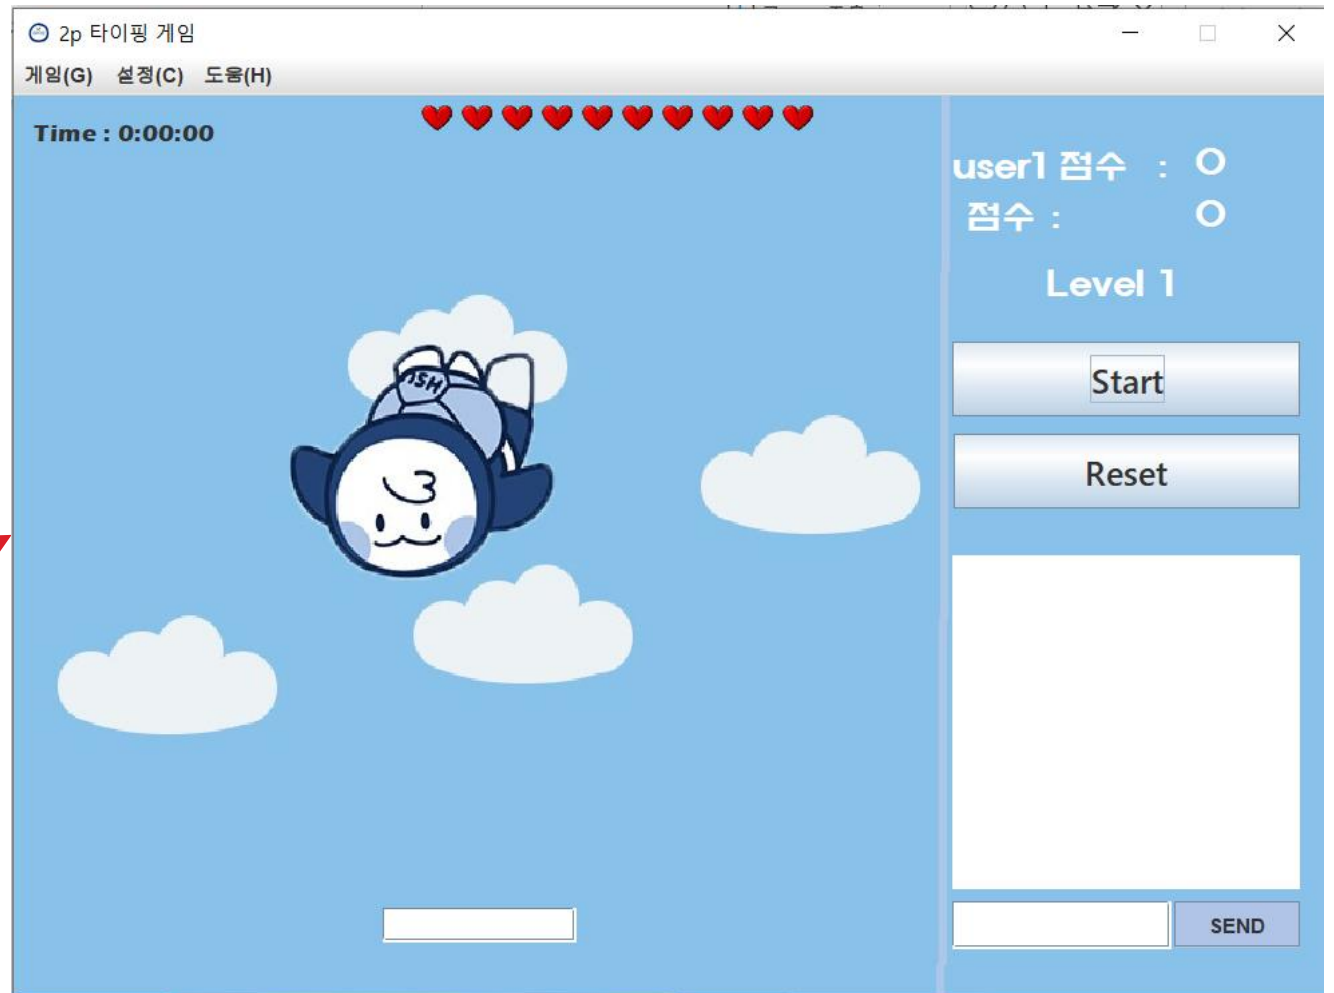 2p 타이핑 게임
게임(G) 설정(C) 도움(H)
Time : 0:00:00
user1 점수 : 0
점수 : 0
Level 1
Start
Reset
SEND